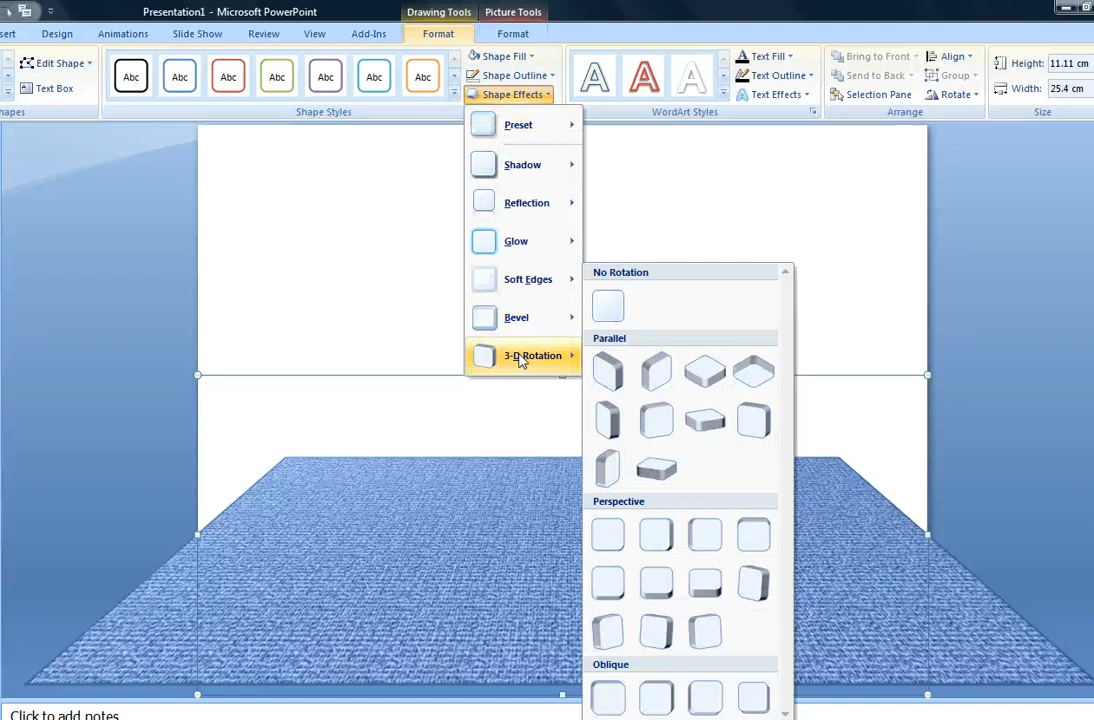 Presentation1 - Microsoft PowerPoint
Drawing Tools
Picture Tools
sert
Design
Animations
Slide Show
Review
View
Add-Ins
Format
Format
Edit Shape
Text Box
hapes
Abc
Abc
Abc
Abc
Abc
Abc
Abc
Shape Styles
Shape Fill
Shape Outline
Shape Effects
A
A
A
WordArt Styles
Text Fill
Text Outline
Text Effects
Bring to Front
Send to Back
Selection Pane
Align
Group
Rotate
Arrange
Height:
11.11 cm
Width:
25.4 cm
Size
Preset
Shadow
Reflection
Glow
Soft Edges
Bevel
3-D Rotation
No Rotation
Parallel
Perspective
Oblique
Click to add notes